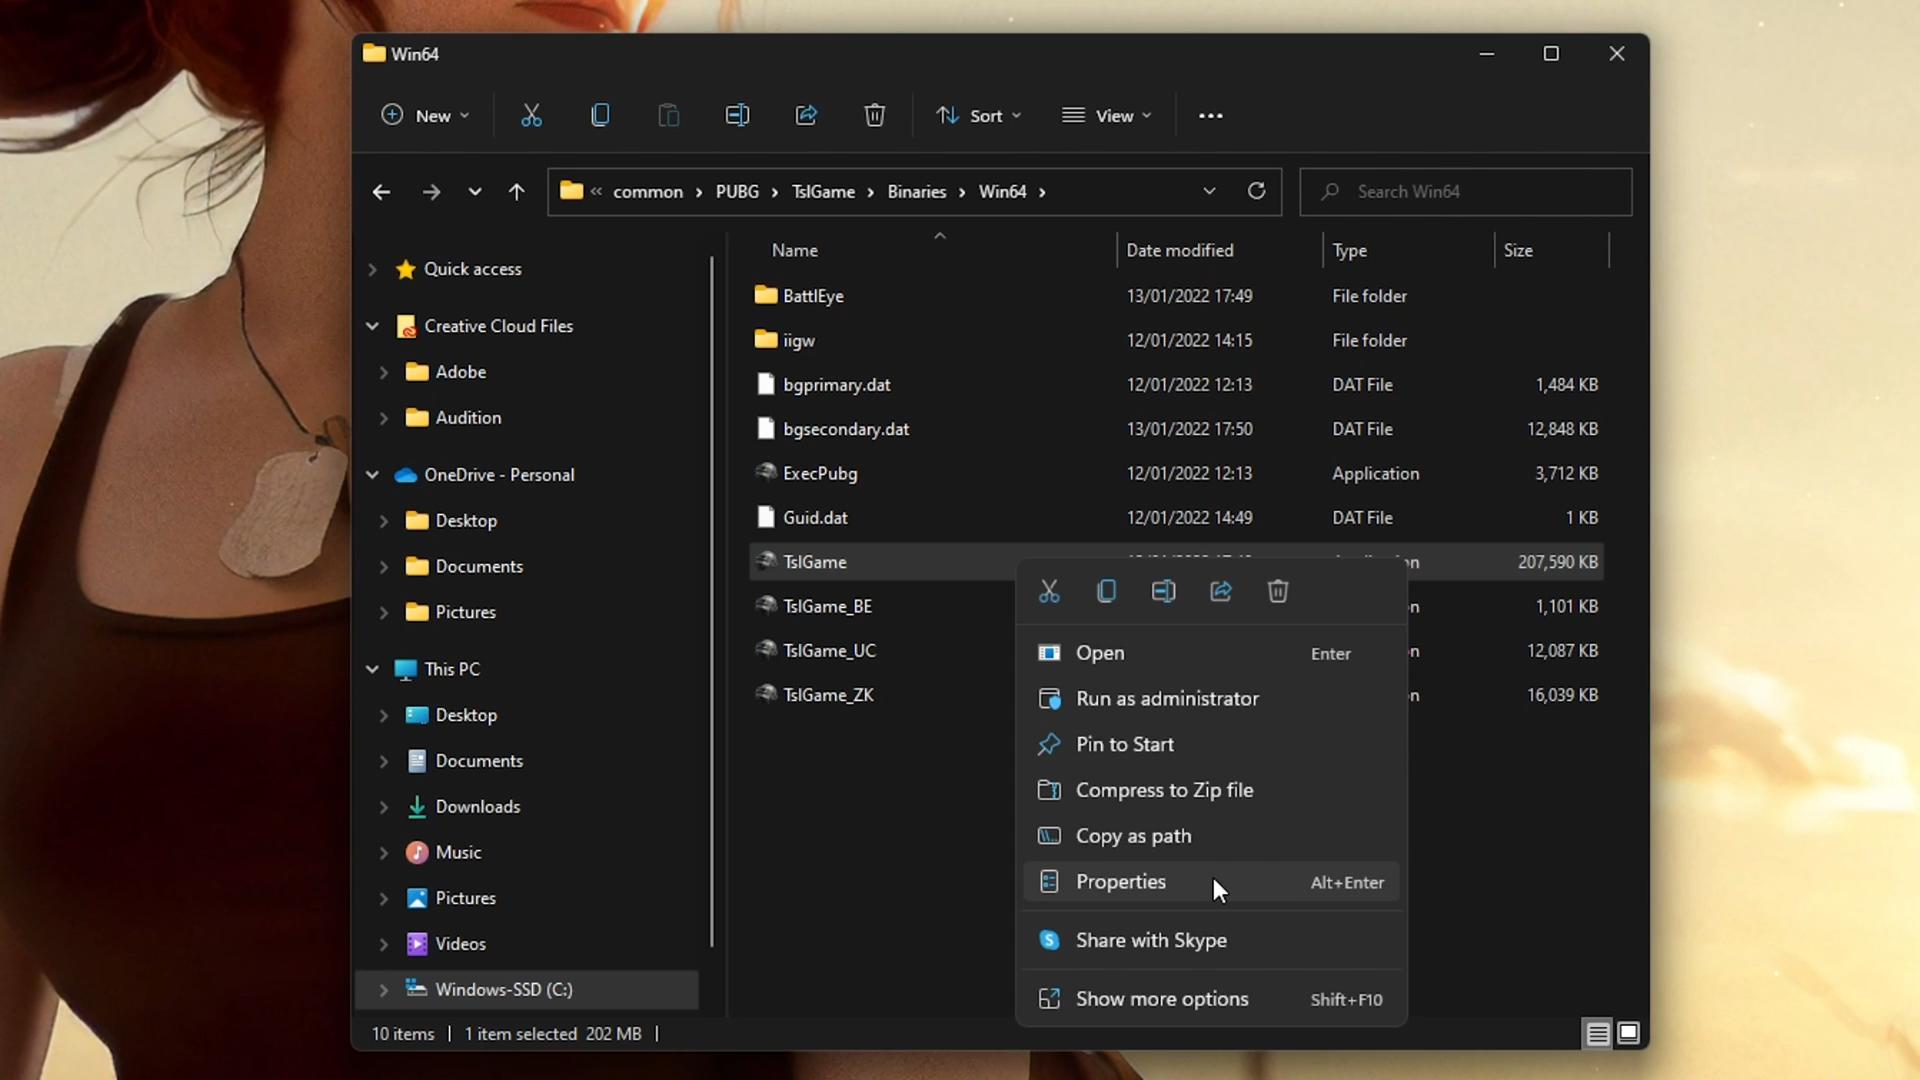 Win64
New
Sort
View
« common › PUBG › TslGame › Binaries › Win64 ›
Search Win64
Name Date modified Type Size
Quick access
Creative Cloud Files
Adobe
Audition
OneDrive - Personal
Desktop
Documents
Pictures
This PC
Desktop
Documents
Downloads
Music
Pictures
Videos
Windows-SSD (C:)
BattlEye 13/01/2022 17:49 File folder
iigw 12/01/2022 14:15 File folder
bgprimary.dat 12/01/2022 12:13 DAT File 1,484 KB
bgsecondary.dat 13/01/2022 17:50 DAT File 12,848 KB
ExecPubg 12/01/2022 12:13 Application 3,712 KB
Guid.dat 12/01/2022 14:49 DAT File 1 KB
TslGame 207,590 KB
TslGame_BE 1,101 KB
TslGame_UC 12,087 KB
TslGame_ZK 16,039 KB
Open Enter
Run as administrator
Pin to Start
Compress to Zip file
Copy as path
Properties Alt+Enter
Share with Skype
Show more options Shift+F10
10 items | 1 item selected 202 MB |